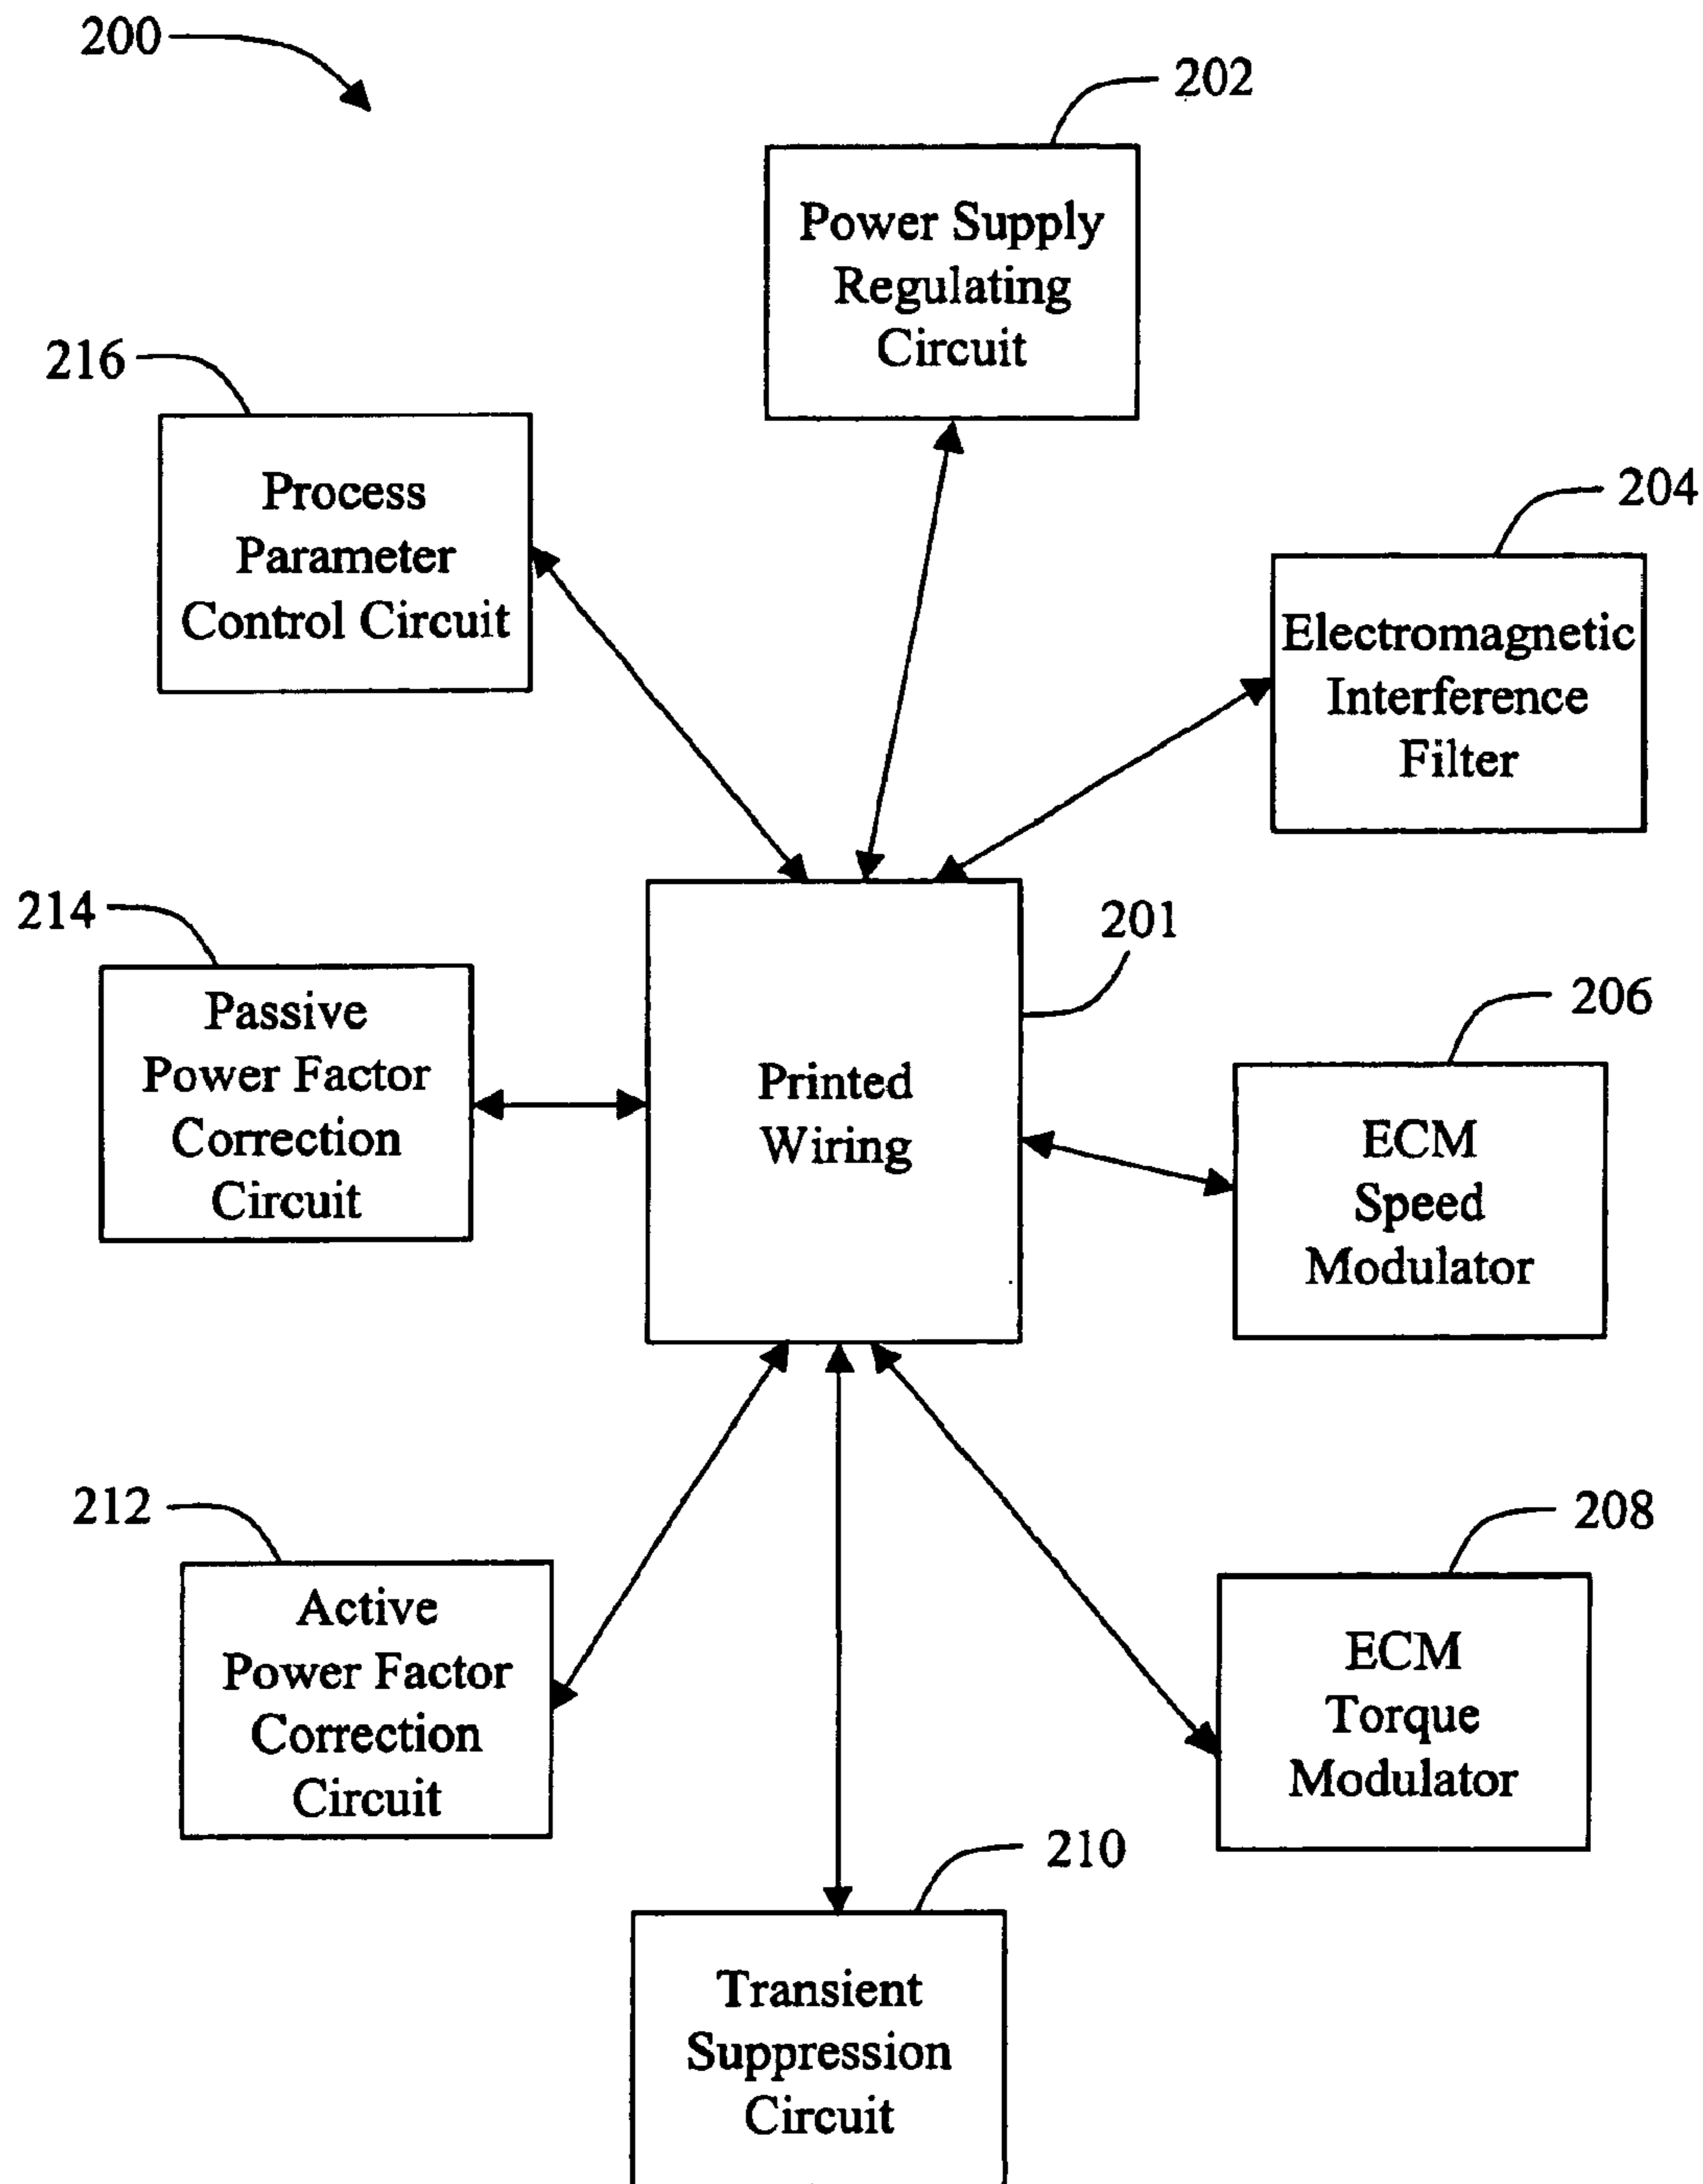 200
202
Power Supply
Regulating
Circuit
216
Process
Parameter
Control Circuit
204
Electromagnetic
Interference
Filter
214
Passive
Power Factor
Correction
Circuit
201
Printed
Wiring
206
ECM
Speed
Modulator
212
Active
Power Factor
Correction
Circuit
208
ECM
Torque
Modulator
210
Transient
Suppression
Circuit